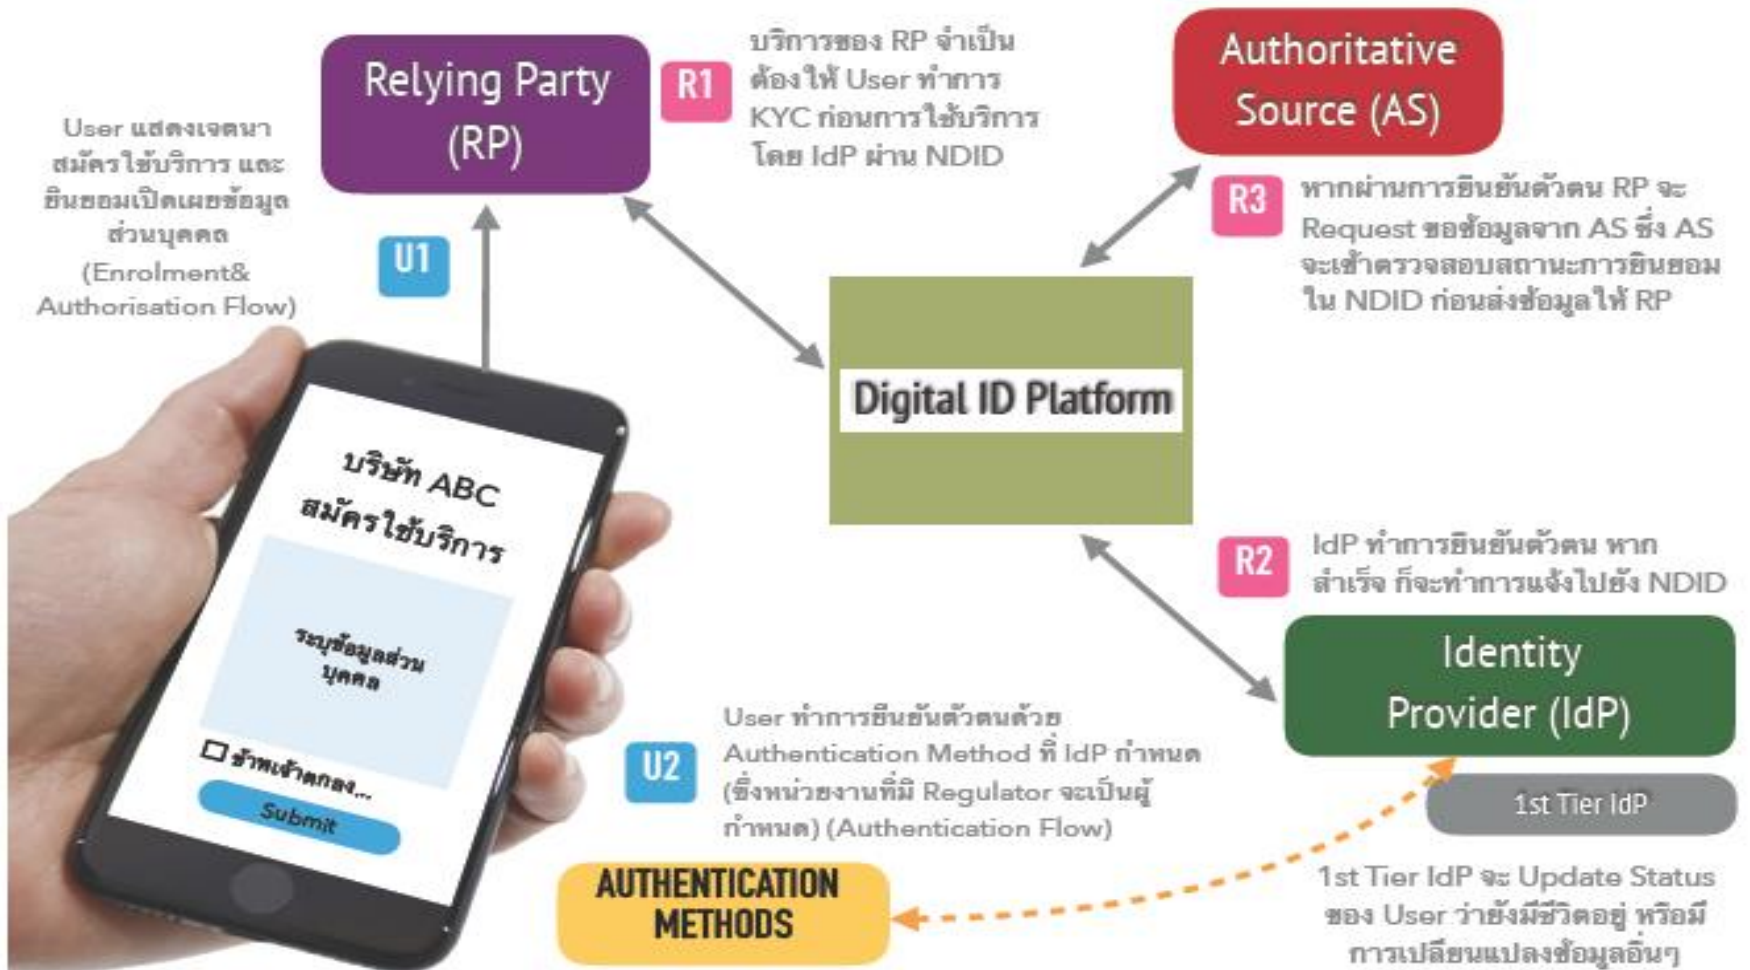 Relying Party
(RP)
R1
บริการของ RP จำเป็น
ต้องให้ User ทำการ
KYC ก่อนการใช้บริการ
โดย IdP ผ่าน NDID
Authoritative
Source (AS)
R3
หากผ่านการยืนยันตัวตน RP จะ
Request ขอข้อมูลจาก AS ซึ่ง AS
จะเข้าตรวจสอบสถานะการยินยอม
ใน NDID ก่อนส่งข้อมูลให้ RP
User แสดงเจตนา
สมัครใช้บริการ และ
ยินยอมเปิดเผยข้อมูล
ส่วนบุคคล
(Enrolment&
Authorisation Flow)
U1
Digital ID Platform
บริษัท ABC
สมัครใช้บริการ
ระบุข้อมูลส่วน
บุคคล
ข้าพเจ้าตกลง...
Submit
R2
IdP ทำการยืนยันตัวตน หาก
สำเร็จ ก็จะทำการแจ้งไปยัง NDID
Identity
Provider (IdP)
1st Tier IdP
1st Tier IdP จะ Update Status
ของ User ว่ายังมีชีวิตอยู่ หรือมี
การเปลี่ยนแปลงข้อมูลอื่นๆ
U2
User ทำการยืนยันตัวตนด้วย
Authentication Method ที่ IdP กำหนด
(ซึ่งหน่วยงานที่มี Regulator จะเป็นผู้
กำหนด) (Authentication Flow)
AUTHENTICATION
METHODS